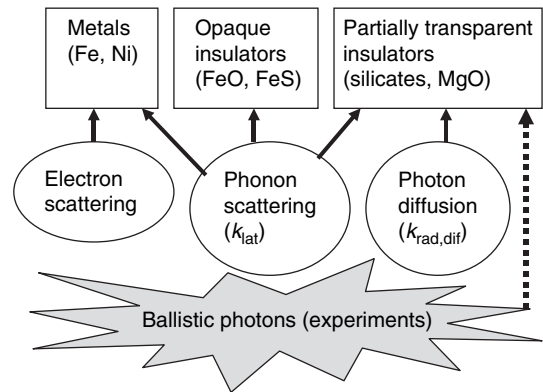 Metals
(Fe, Ni)
Opaque
insulators
(FeO, FeS)
Partially transparent
insulators
(silicates, MgO)
Electron
scattering
Phonon
scattering
(k_lat)
Photon
diffusion
(k_rad,dif)
Ballistic photons (experiments)